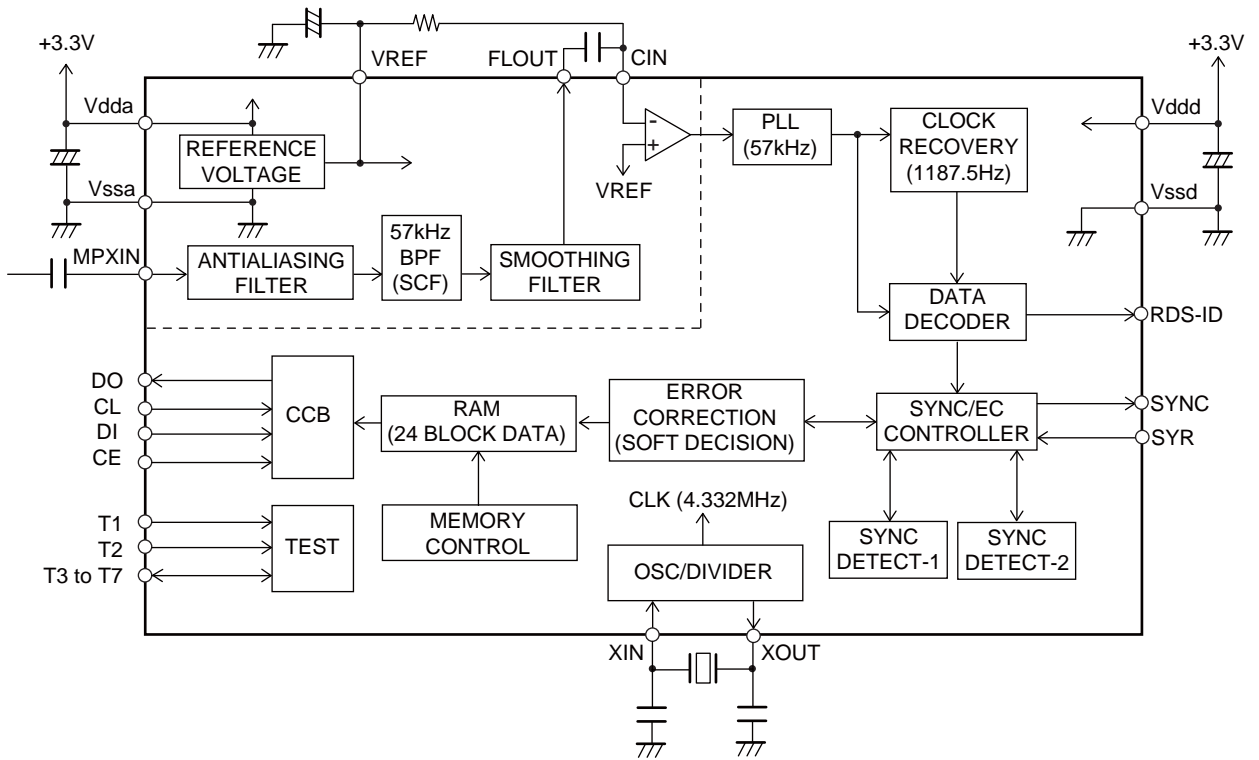 +3.3V
VREF
FLOUT
CIN
+3.3V
Vdda
Vddd
REFERENCE
VOLTAGE
-
+
VREF
PLL
(57kHz)
CLOCK
RECOVERY
(1187.5Hz)
Vssa
Vssd
MPXIN
ANTIALIASING
FILTER
57kHz
BPF
(SCF)
SMOOTHING
FILTER
DATA
DECODER
RDS-ID
DO
CL
DI
CE
CCB
RAM
(24 BLOCK DATA)
ERROR
CORRECTION
(SOFT DECISION)
SYNC/EC
CONTROLLER
SYNC
SYR
T1
T2
T3 to T7
TEST
MEMORY
CONTROL
CLK (4.332MHz)
OSC/DIVIDER
SYNC
DETECT-1
SYNC
DETECT-2
XIN
XOUT